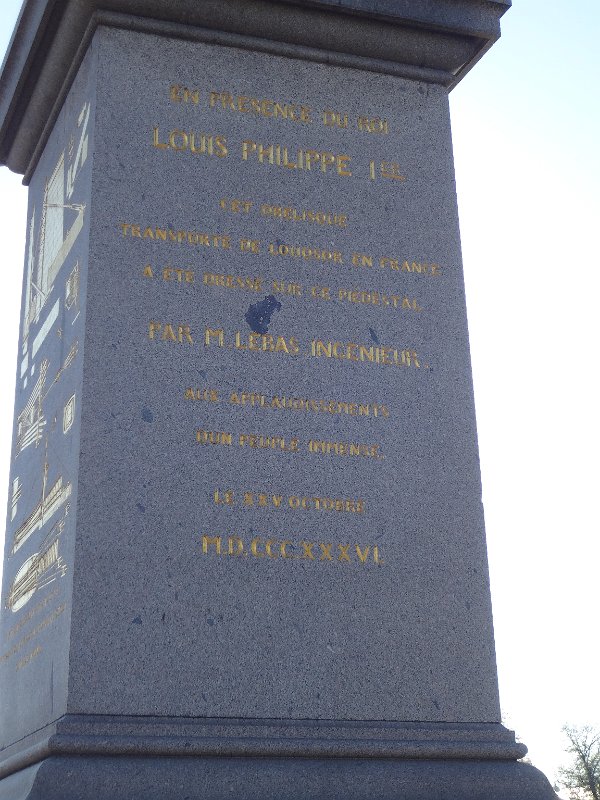 EN PRÉSENCE DU ROI
LOUIS PHILIPPE 1ER.
CET OBÉLISQUE
TRANSPORTÉ DE LOUQSOR EN FRANCE
A ÉTÉ DRESSÉ SUR CE PIÉDESTAL
PAR M. LEBAS INGÉNIEUR.
AUX APPLAUDISSEMENTS
D'UN PEUPLE IMMENSE.
LE XXV OCTOBRE
M.D.CCC.XXXVI.